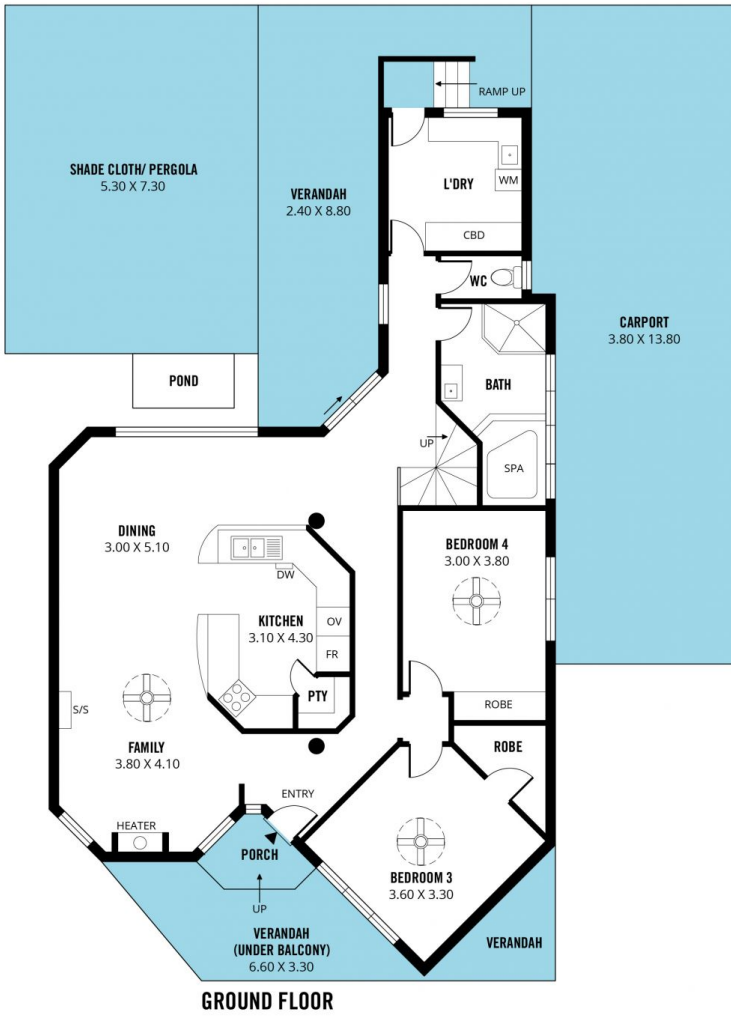 RAMP UP
SHADE CLOTH/ PERGOLA
5.30 X 7.30
VERANDAH
2.40 X 8.80
L'DRY
WM
CBD
WC
CARPORT
3.80 X 13.80
POND
BATH
UP
SPA
DINING
3.00 X 5.10
DW
KITCHEN
3.10 X 4.30
OV
FR
PTY
BEDROOM 4
3.00 X 3.80
ROBE
S/S
FAMILY
3.80 X 4.10
ROBE
ENTRY
HEATER
PORCH
UP
BEDROOM 3
3.60 X 3.30
VERANDAH
(UNDER BALCONY)
6.60 X 3.30
VERANDAH
GROUND FLOOR